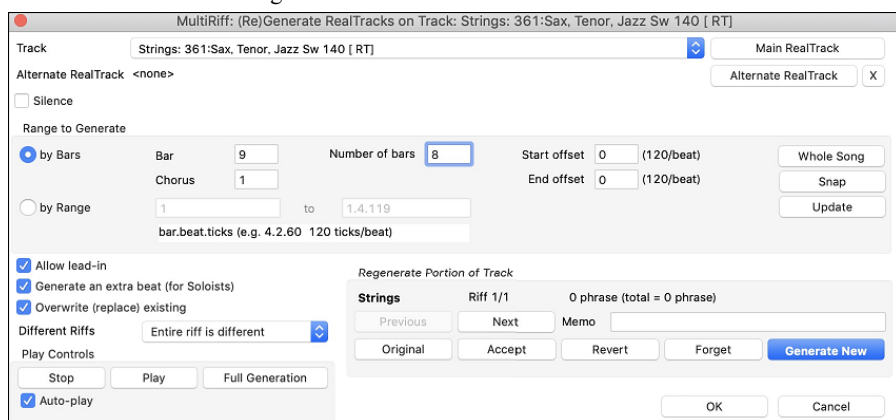 MultiRiff: (Re)Generate RealTracks on Track: Strings: 361:Sax, Tenor, Jazz Sw 140 [ RT]
Track Strings: 361:Sax, Tenor, Jazz Sw 140 [ RT] Main RealTrack
Alternate RealTrack <none> Alternate RealTrack X
Silence
Range to Generate
by Bars Bar 9 Number of bars 8 Start offset 0 (120/beat) Whole Song
Chorus 1 End offset 0 (120/beat) Snap
by Range 1 to 1.4.119 Update
bar.beat.ticks (e.g. 4.2.60 120 ticks/beat)
Allow lead-in
Regenerate Portion of Track
Generate an extra beat (for Soloists)
Strings Riff 1/1 0 phrase (total = 0 phrase)
Overwrite (replace) existing
Previous Next Memo
Different Riffs Entire riff is different
Original Accept Revert Forget Generate New
Play Controls
Stop Play Full Generation
Auto-play
OK Cancel